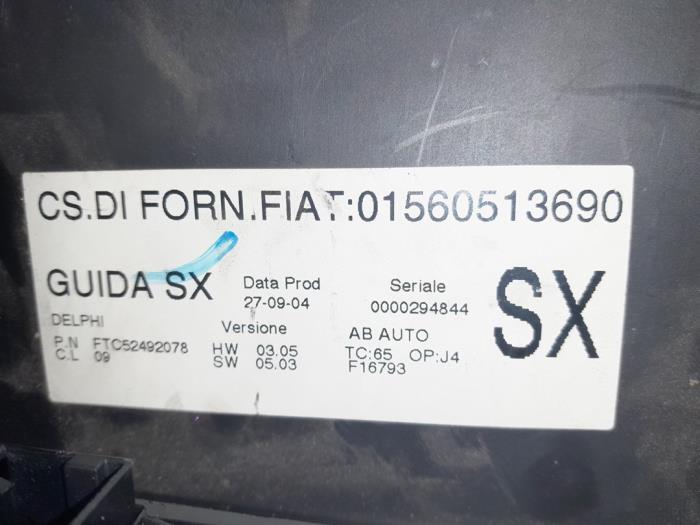 CS.DI FORN.FIAT:01560513690
GUIDA SX
Data Prod
27-09-04
Seriale
0000294844
SX
DELPHI
P.N FTC52492078
C.L 09
Versione
HW 03.05
SW 05.03
AB AUTO
TC:65 OP:J4
F16793